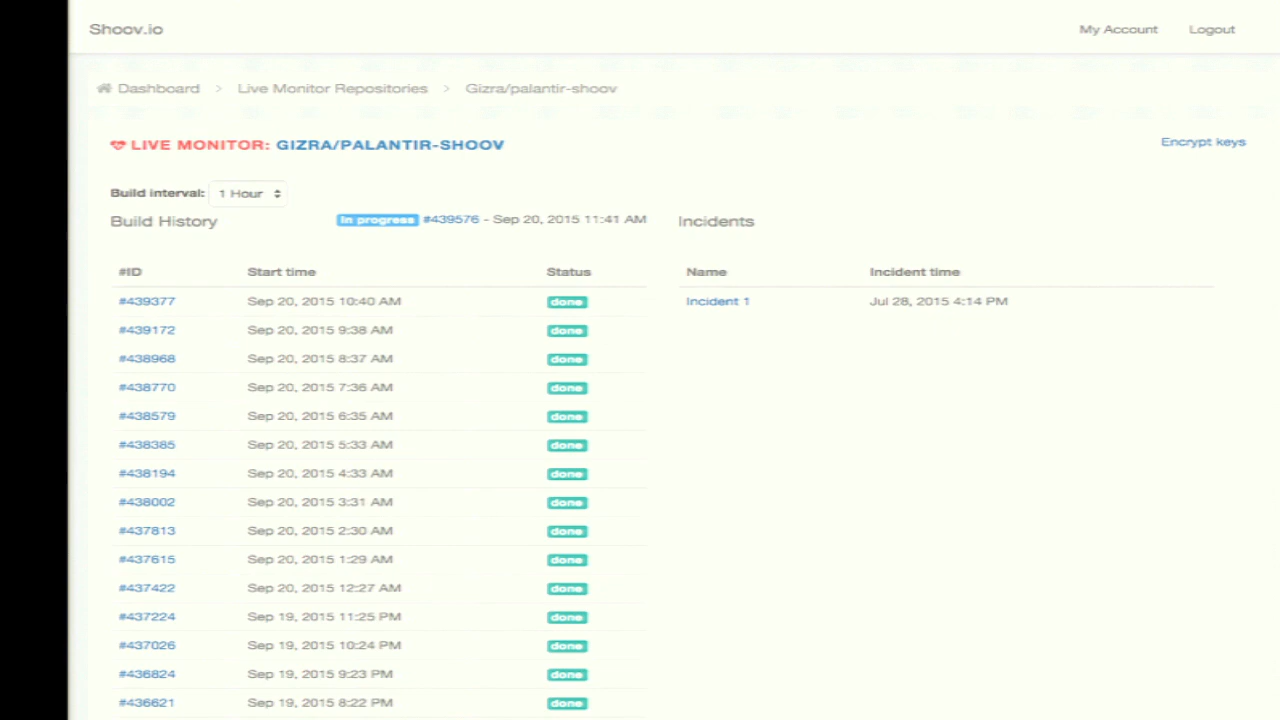 Shoov.io My Account Logout
Dashboard > Live Monitor Repositories > Gizra/palantir-shoov
LIVE MONITOR: GIZRA/PALANTIR-SHOOV Encrypt keys
Build interval: 1 Hour
Build History In progress #439576 - Sep 20, 2015 11:41 AM Incidents
#ID Start time Status Name Incident time
#439377 Sep 20, 2015 10:40 AM done Incident 1 Jul 28, 2015 4:14 PM
#439172 Sep 20, 2015 9:38 AM done
#438968 Sep 20, 2015 8:37 AM done
#438770 Sep 20, 2015 7:36 AM done
#438579 Sep 20, 2015 6:35 AM done
#438385 Sep 20, 2015 5:33 AM done
#438194 Sep 20, 2015 4:33 AM done
#438002 Sep 20, 2015 3:31 AM done
#437813 Sep 20, 2015 2:30 AM done
#437615 Sep 20, 2015 1:29 AM done
#437422 Sep 20, 2015 12:27 AM done
#437224 Sep 19, 2015 11:25 PM done
#437026 Sep 19, 2015 10:24 PM done
#436824 Sep 19, 2015 9:23 PM done
#436621 Sep 19, 2015 8:22 PM done